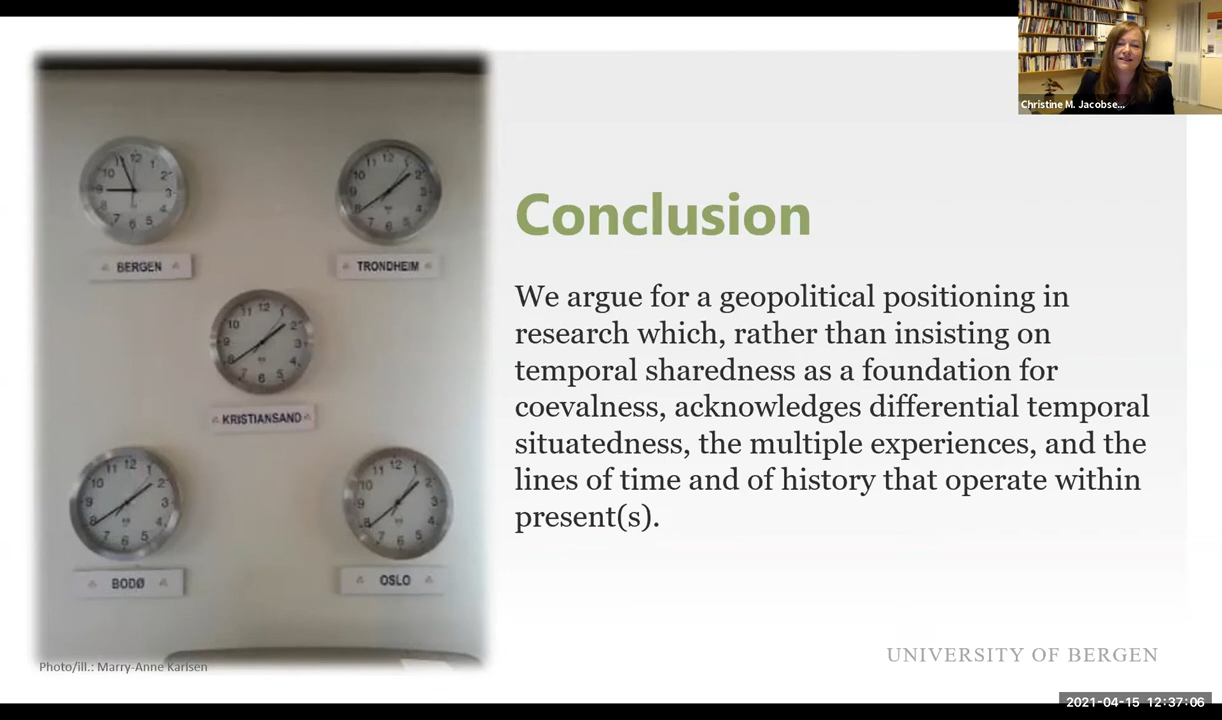 Christine M. Jacobse...
BERGEN
TRONDHEIM
KRISTIANSAND
BODØ
OSLO
Photo/ill.: Marry-Anne Karlsen
Conclusion
We argue for a geopolitical positioning in
research which, rather than insisting on
temporal sharedness as a foundation for
coevalness, acknowledges differential temporal
situatedness, the multiple experiences, and the
lines of time and of history that operate within
present(s).
UNIVERSITY OF BERGEN
2021-04-15 12:37:06